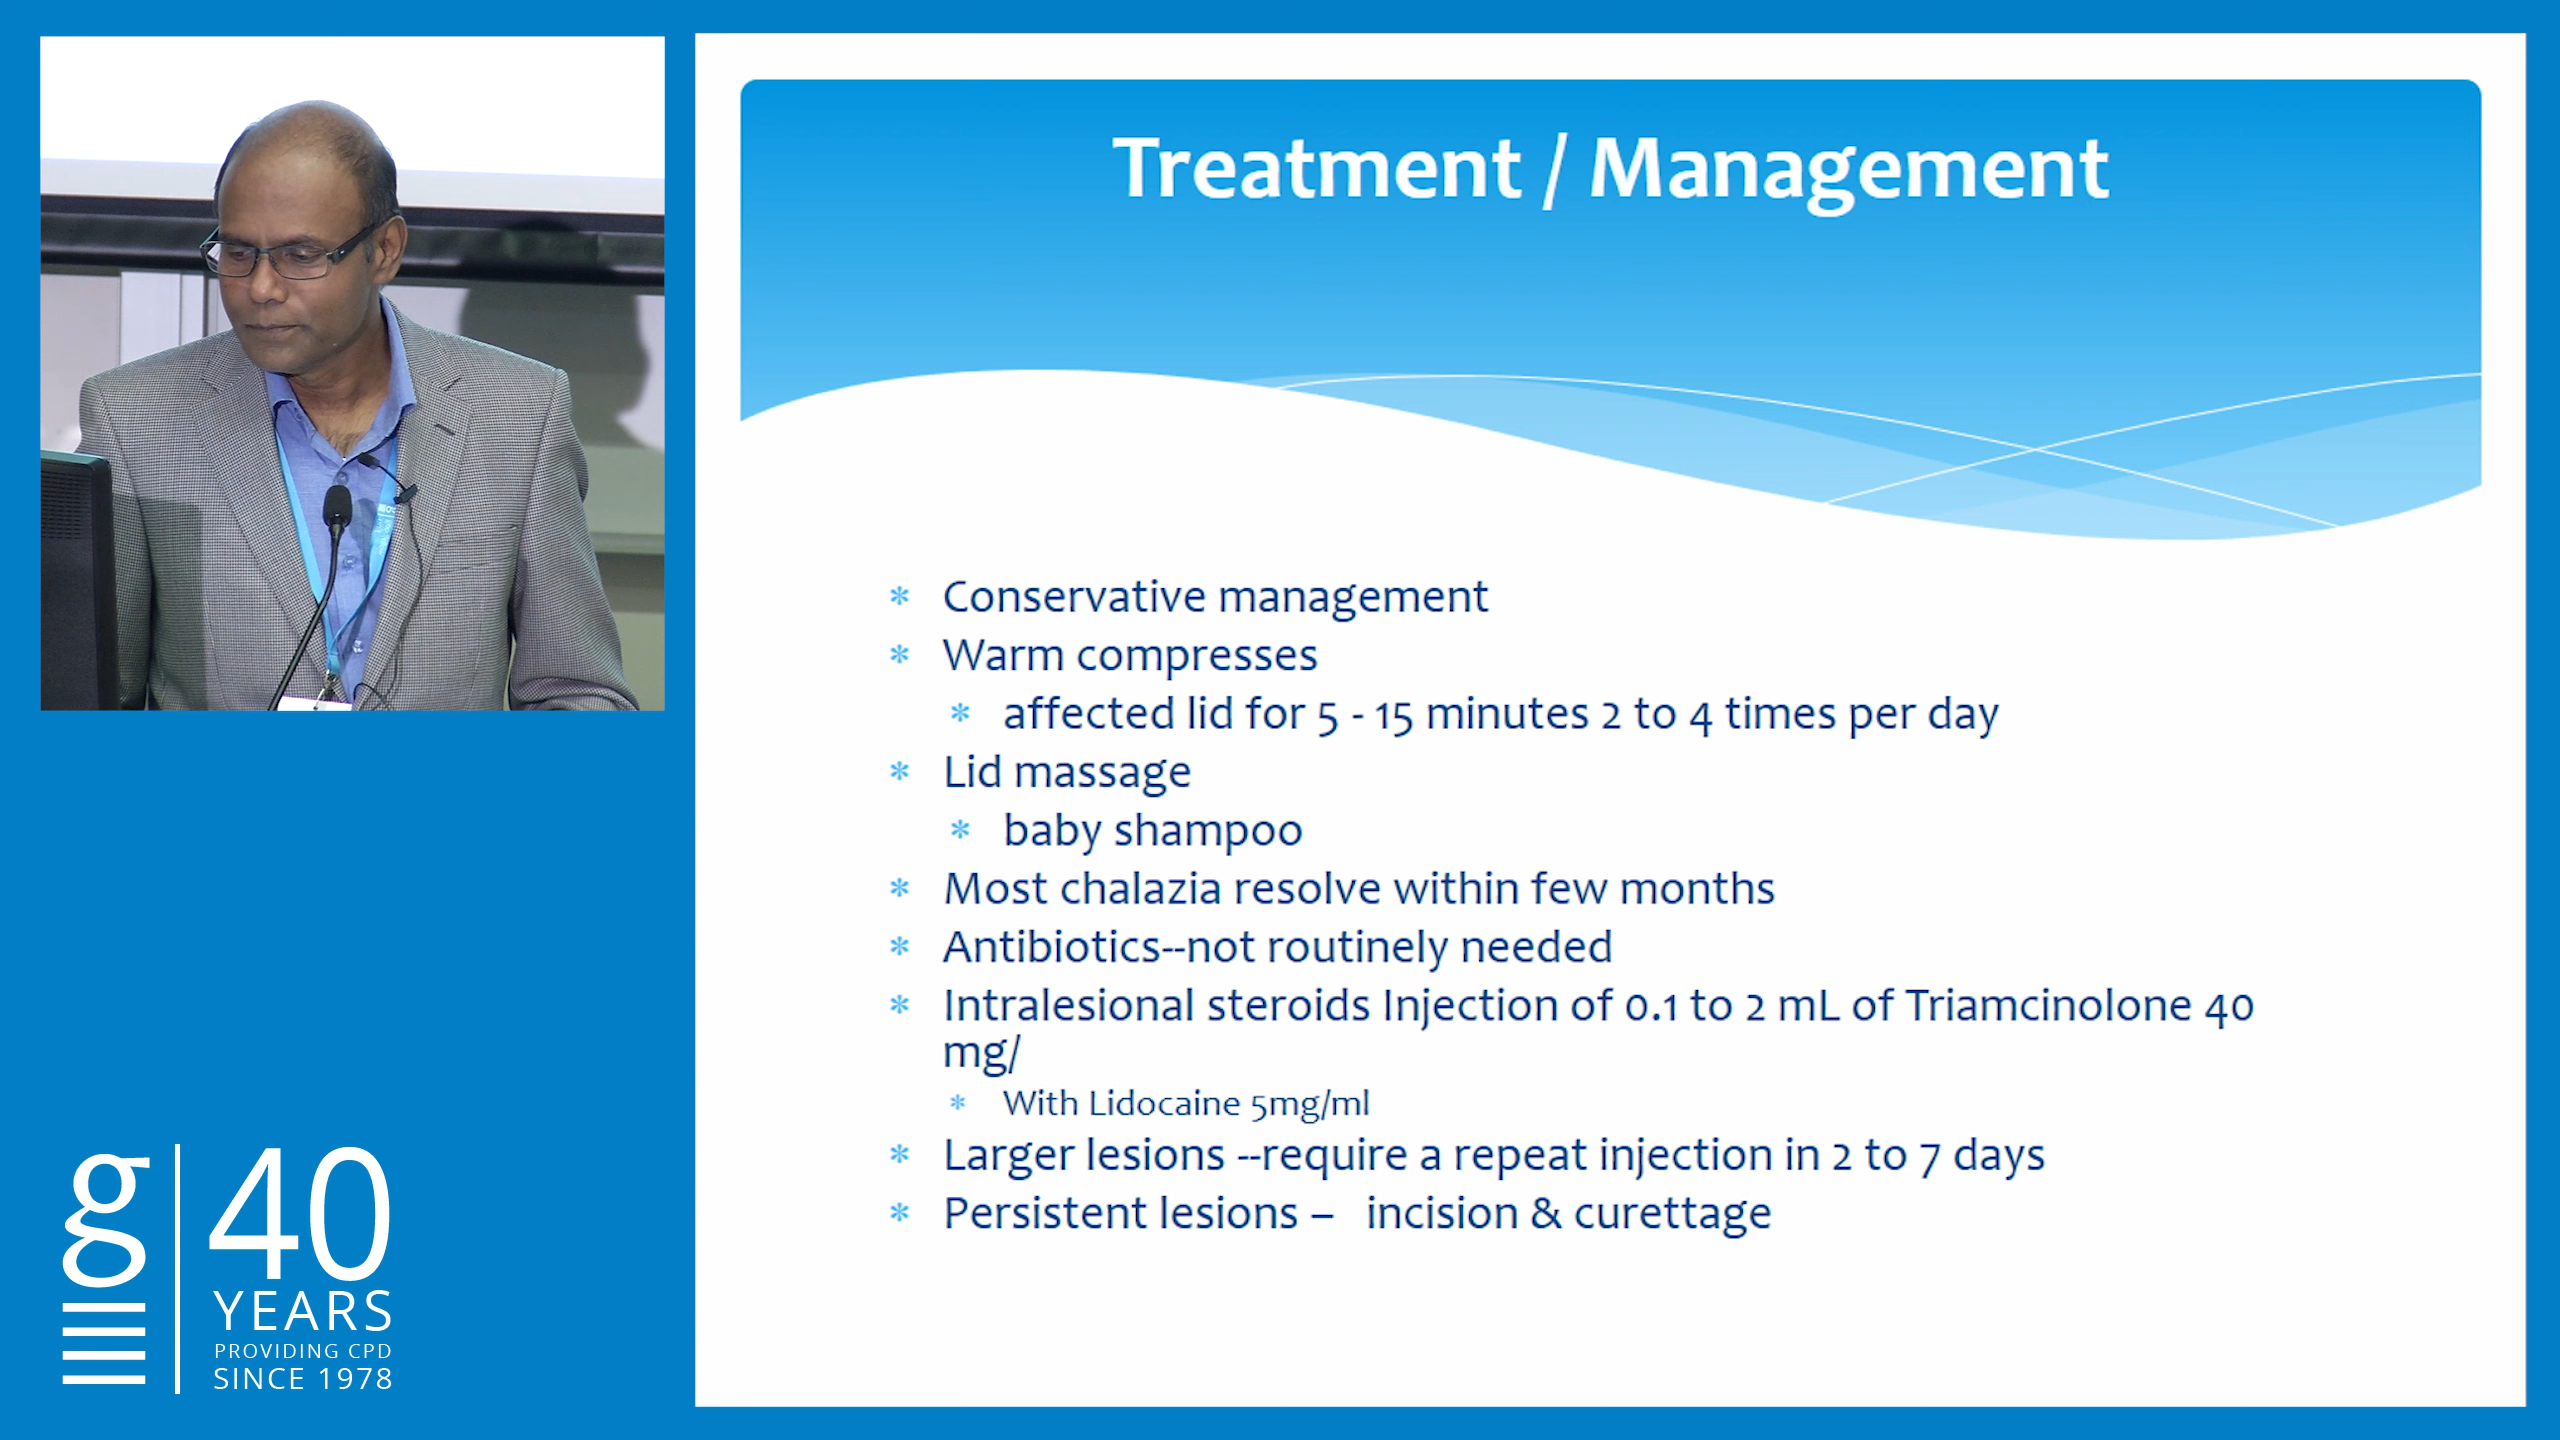 Treatment / Management
* Conservative management
* Warm compresses
* affected lid for 5 - 15 minutes 2 to 4 times per day
* Lid massage
* baby shampoo
* Most chalazia resolve within few months
* Antibiotics--not routinely needed
* Intralesional steroids Injection of 0.1 to 2 mL of Triamcinolone 40
mg/
* With Lidocaine 5mg/ml
* Larger lesions --require a repeat injection in 2 to 7 days
* Persistent lesions – incision & curettage
g
40
YEARS
PROVIDING CPD
SINCE 1978